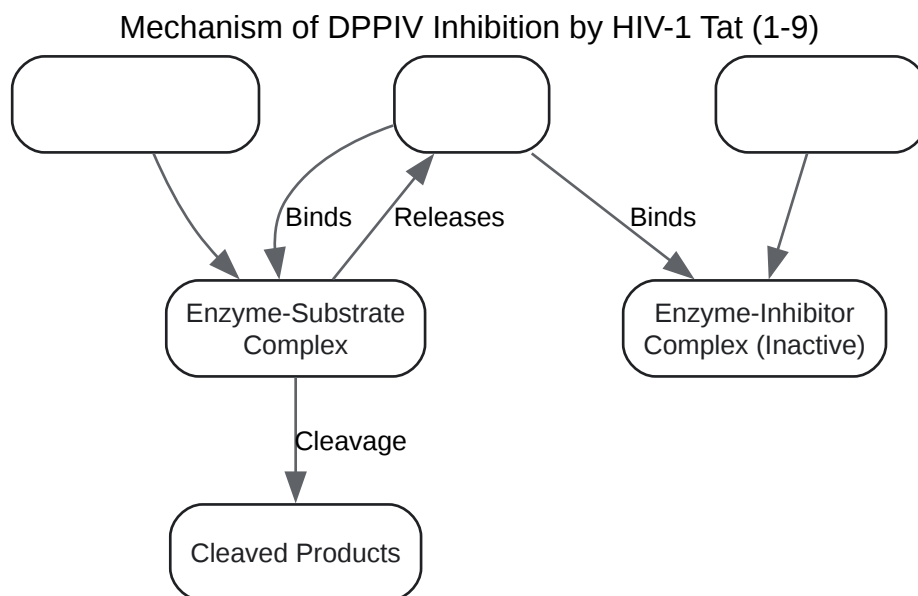 Mechanism of DPPIV Inhibition by HIV-1 Tat (1-9)
Binds
Releases
Binds
Enzyme-Substrate
Complex
Enzyme-Inhibitor
Complex (Inactive)
Cleavage
Cleaved Products